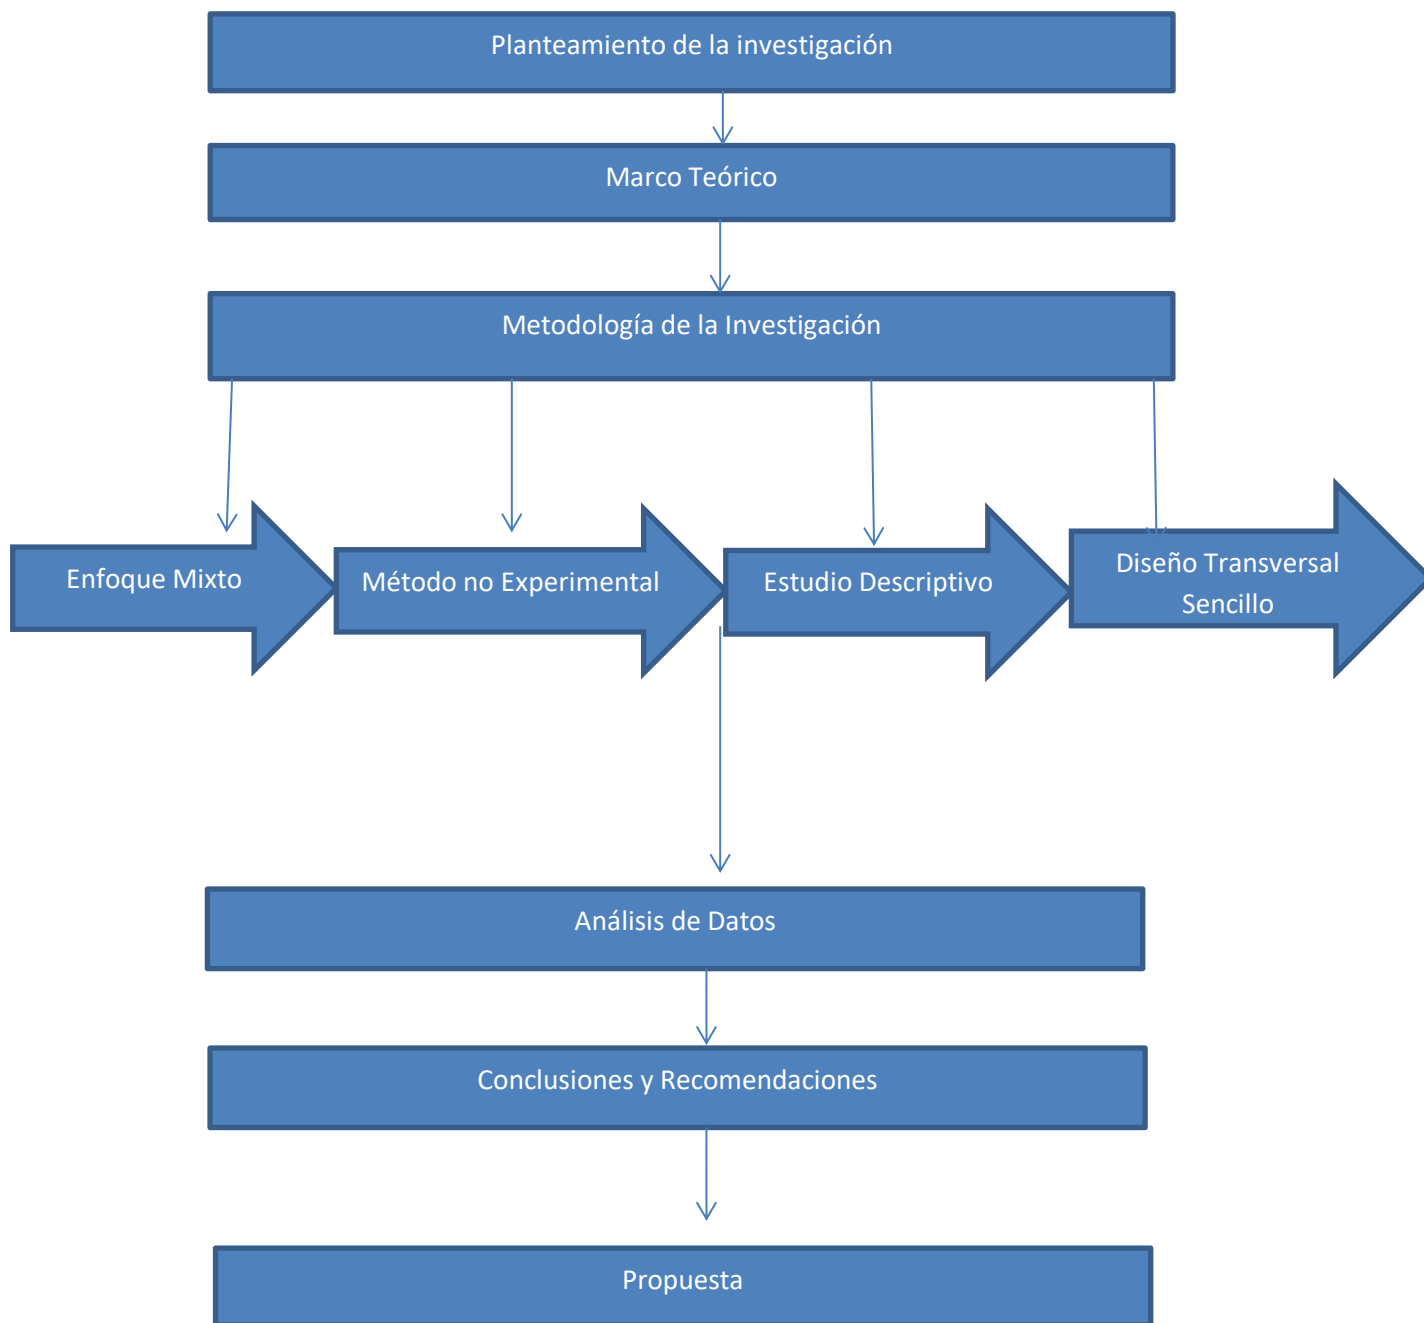 Planteamiento de la investigación
Marco Teórico
Metodología de la Investigación
Enfoque Mixto
Método no Experimental
Estudio Descriptivo
Diseño Transversal
Sencillo
Análisis de Datos
Conclusiones y Recomendaciones
Propuesta